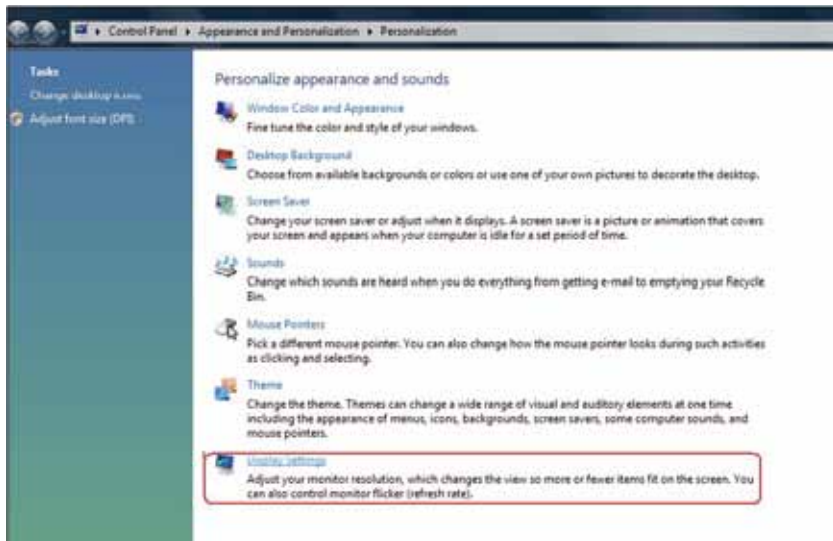 Control Panel ▸ Appearance and Personalization ▸ Personalization
Tasks
Change desktop icons
Adjust font size (DPI)
Personalize appearance and sounds
Window Color and Appearance
Fine tune the color and style of your windows.
Desktop Background
Choose from available backgrounds or colors or use one of your own pictures to decorate the desktop.
Screen Saver
Change your screen saver or adjust when it displays. A screen saver is a picture or animation that covers
your screen and appears when your computer is idle for a set period of time.
Sounds
Change which sounds are heard when you do everything from getting e-mail to emptying your Recycle
Bin.
Mouse Pointers
Pick a different mouse pointer. You can also change how the mouse pointer looks during such activities
as clicking and selecting.
Theme
Change the theme. Themes can change a wide range of visual and auditory elements at one time
including the appearance of menus, icons, backgrounds, screen savers, some computer sounds, and
mouse pointers.
Display Settings
Adjust your monitor resolution, which changes the view so more or fewer items fit on the screen. You
can also control monitor flicker (refresh rate).